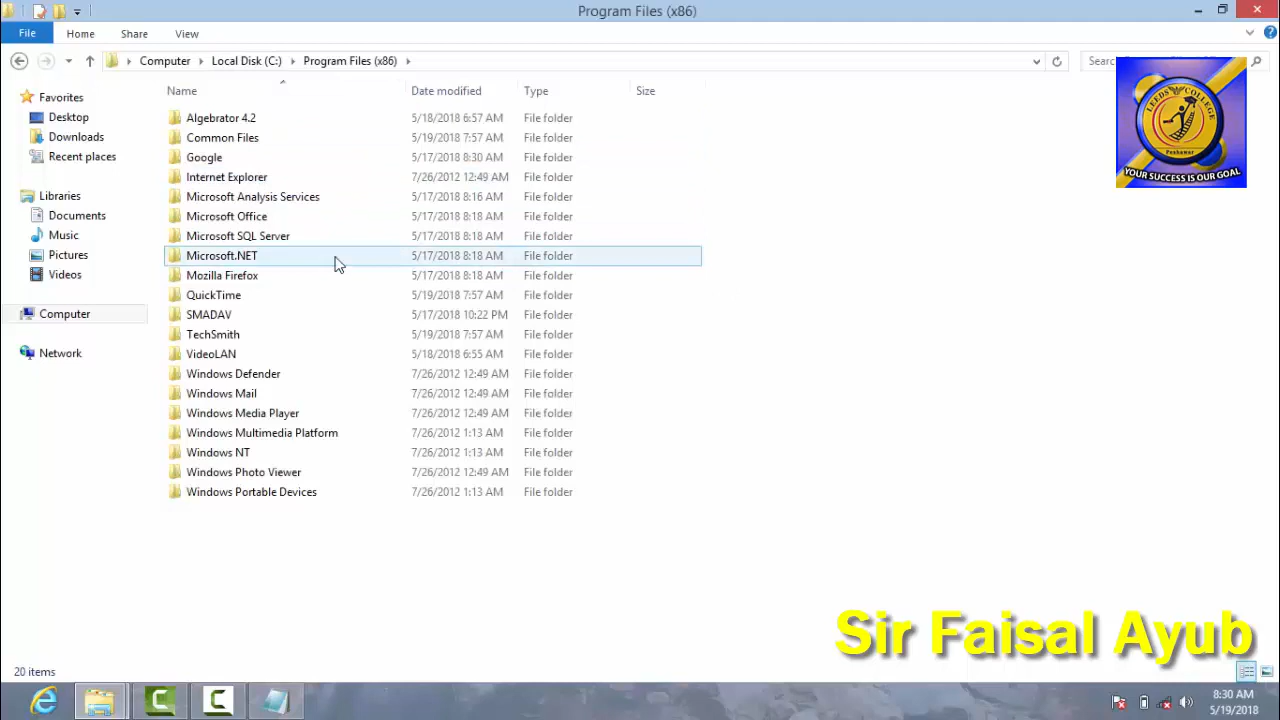 Program Files (x86)
File Home Share View
Computer Local Disk (C:) Program Files (x86) Sear
Name Date modified Type Size
Favorites
Desktop
Downloads
Recent places
Libraries
Documents
Music
Pictures
Videos
Computer
Network
Algebrator 4.2 5/18/2018 6:57 AM File folder
Common Files 5/19/2018 7:57 AM File folder
Google 5/17/2018 8:30 AM File folder
Internet Explorer 7/26/2012 12:49 AM File folder
Microsoft Analysis Services 5/17/2018 8:16 AM File folder
Microsoft Office 5/17/2018 8:18 AM File folder
Microsoft SQL Server 5/17/2018 8:18 AM File folder
Microsoft.NET 5/17/2018 8:18 AM File folder
Mozilla Firefox 5/17/2018 8:18 AM File folder
QuickTime 5/19/2018 7:57 AM File folder
SMADAV 5/17/2018 10:22 PM File folder
TechSmith 5/19/2018 7:57 AM File folder
VideoLAN 5/18/2018 6:55 AM File folder
Windows Defender 7/26/2012 12:49 AM File folder
Windows Mail 7/26/2012 12:49 AM File folder
Windows Media Player 7/26/2012 12:49 AM File folder
Windows Multimedia Platform 7/26/2012 1:13 AM File folder
Windows NT 7/26/2012 1:13 AM File folder
Windows Photo Viewer 7/26/2012 12:49 AM File folder
Windows Portable Devices 7/26/2012 1:13 AM File folder
LEEDS COLLEGE
Peshawar
YOUR SUCCESS IS OUR GOAL
Sir Faisal Ayub
20 items
8:30 AM
5/19/2018